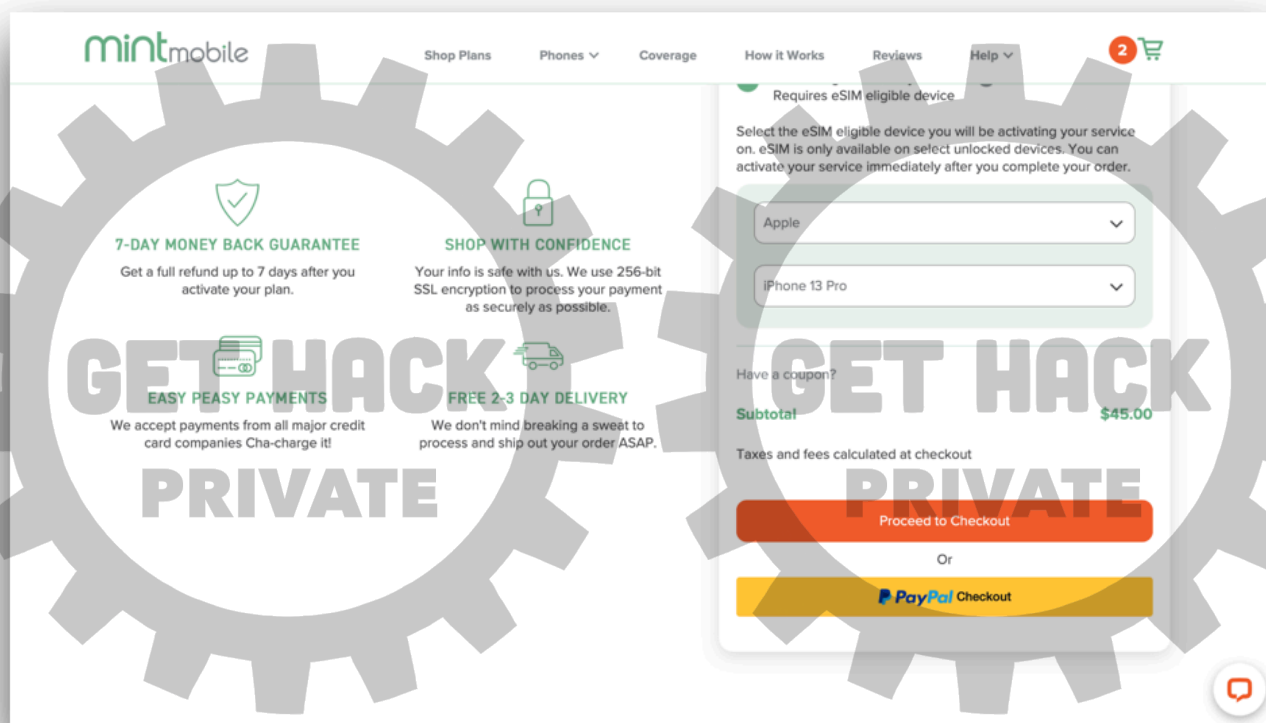 mintmobile
Shop Plans
Phones
Coverage
How it Works
Reviews
Help
2
Requires eSIM eligible device
Select the eSIM eligible device you will be activating your service
on. eSIM is only available on select unlocked devices. You can
activate your service immediately after you complete your order.
Apple
iPhone 13 Pro
7-DAY MONEY BACK GUARANTEE
Get a full refund up to 7 days after you
activate your plan.
SHOP WITH CONFIDENCE
Your info is safe with us. We use 256-bit
SSL encryption to process your payment
as securely as possible.
EASY PEASY PAYMENTS
We accept payments from all major credit
card companies Cha-charge it!
FREE 2-3 DAY DELIVERY
We don't mind breaking a sweat to
process and ship out your order ASAP.
Have a coupon?
Subtotal $45.00
Taxes and fees calculated at checkout
Proceed to Checkout
Or
PayPal Checkout
GET HACK
PRIVATE
GET HACK
PRIVATE